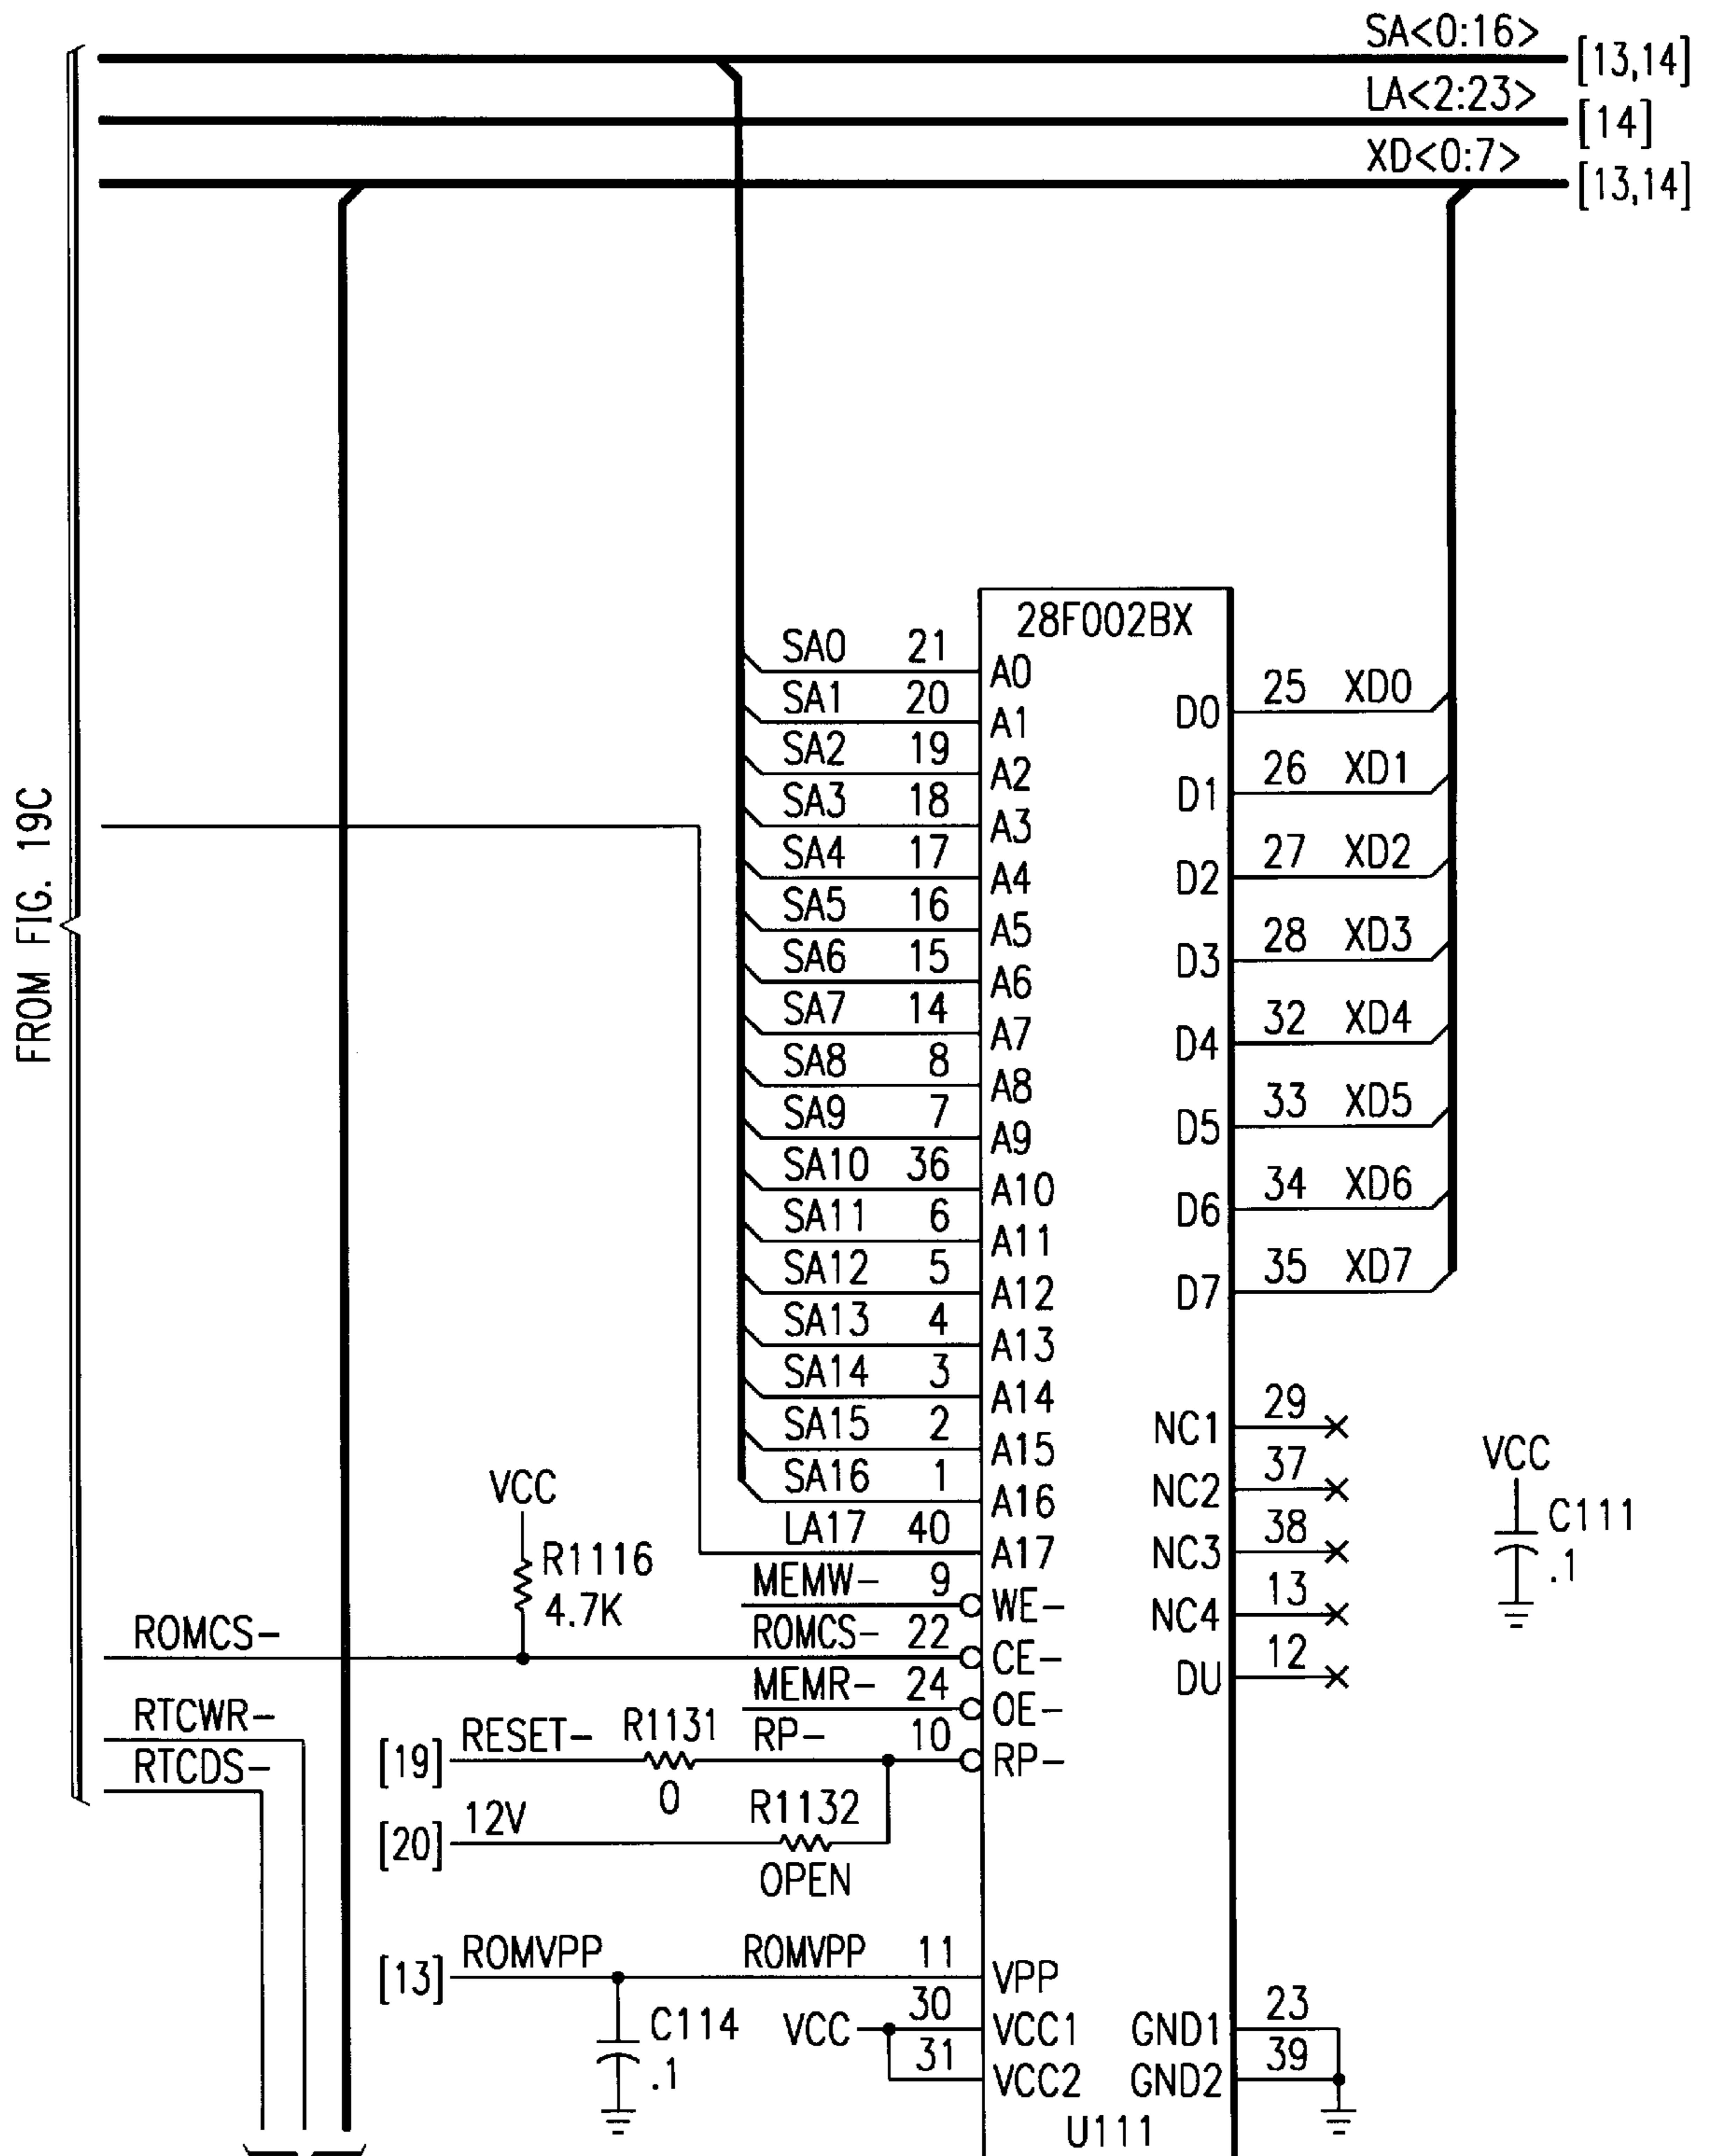 SA<0:16>
[13,14]
LA<2:23>
[14]
XD<0:7>
[13,14]
FROM FIG. 19C
28F002BX
SA0 21 A0
SA1 20 A1
SA2 19 A2
SA3 18 A3
SA4 17 A4
SA5 16 A5
SA6 15 A6
SA7 14 A7
SA8 8 A8
SA9 7 A9
SA10 36 A10
SA11 6 A11
SA12 5 A12
SA13 4 A13
SA14 3 A14
SA15 2 A15
SA16 1 A16
LA17 40 A17
MEMW- 9 WE-
ROMCS- ROMCS- 22 CE-
MEMR- 24 OE-
RP- 10 RP-
D0 25 XD0
D1 26 XD1
D2 27 XD2
D3 28 XD3
D4 32 XD4
D5 33 XD5
D6 34 XD6
D7 35 XD7
NC1 29
NC2 37
NC3 38
NC4 13
DU 12
VCC
C111
.1
VCC
R1116
4.7K
RTCWR-
RTCDS-
[19] RESET- R1131
0
[20] 12V R1132
OPEN
[13] ROMVPP ROMVPP 11 VPP
C114
.1
VCC 30 VCC1
31 VCC2
GND1 23
GND2 39
U111